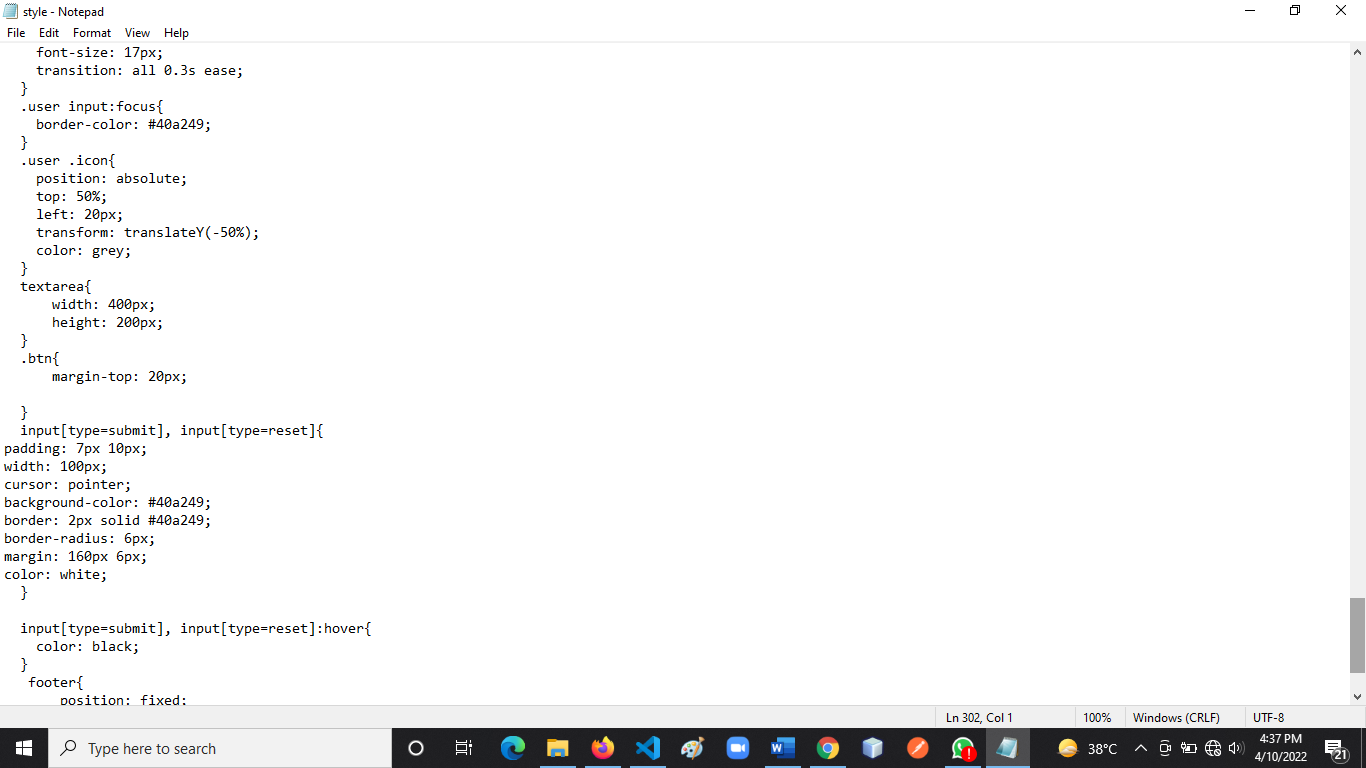 style - Notepad
File Edit Format View Help
font-size: 17px;
transition: all 0.3s ease;
}
.user input:focus{
border-color: #40a249;
}
.user .icon{
position: absolute;
top: 50%;
left: 20px;
transform: translateY(-50%);
color: grey;
}
textarea{
width: 400px;
height: 200px;
}
.btn{
margin-top: 20px;
}
input[type=submit], input[type=reset]{
padding: 7px 10px;
width: 100px;
cursor: pointer;
background-color: #40a249;
border: 2px solid #40a249;
border-radius: 6px;
margin: 160px 6px;
color: white;
}
input[type=submit], input[type=reset]:hover{
color: black;
}
footer{
position: fixed;
Ln 302, Col 1 100% Windows (CRLF) UTF-8
Type here to search
38°C
4:37 PM
4/10/2022
21